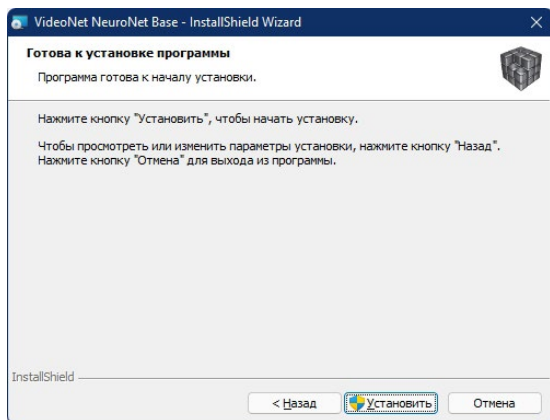 VideoNet NeuroNet Base - InstallShield Wizard
Готова к установке программы
Программа готова к началу установки.
Нажмите кнопку "Установить", чтобы начать установку.
Чтобы просмотреть или изменить параметры установки, нажмите кнопку "Назад".
Нажмите кнопку "Отмена" для выхода из программы.
InstallShield
< Назад
Установить
Отмена